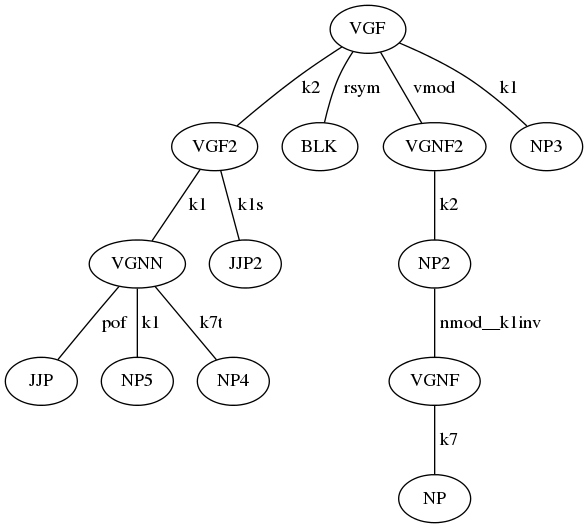 VGF
k2 rsym vmod k1
VGF2 BLK VGNF2 NP3
k1 k1s k2
VGNN JJP2 NP2
pof k1 k7t nmod__k1inv
JJP NP5 NP4 VGNF
k7
NP